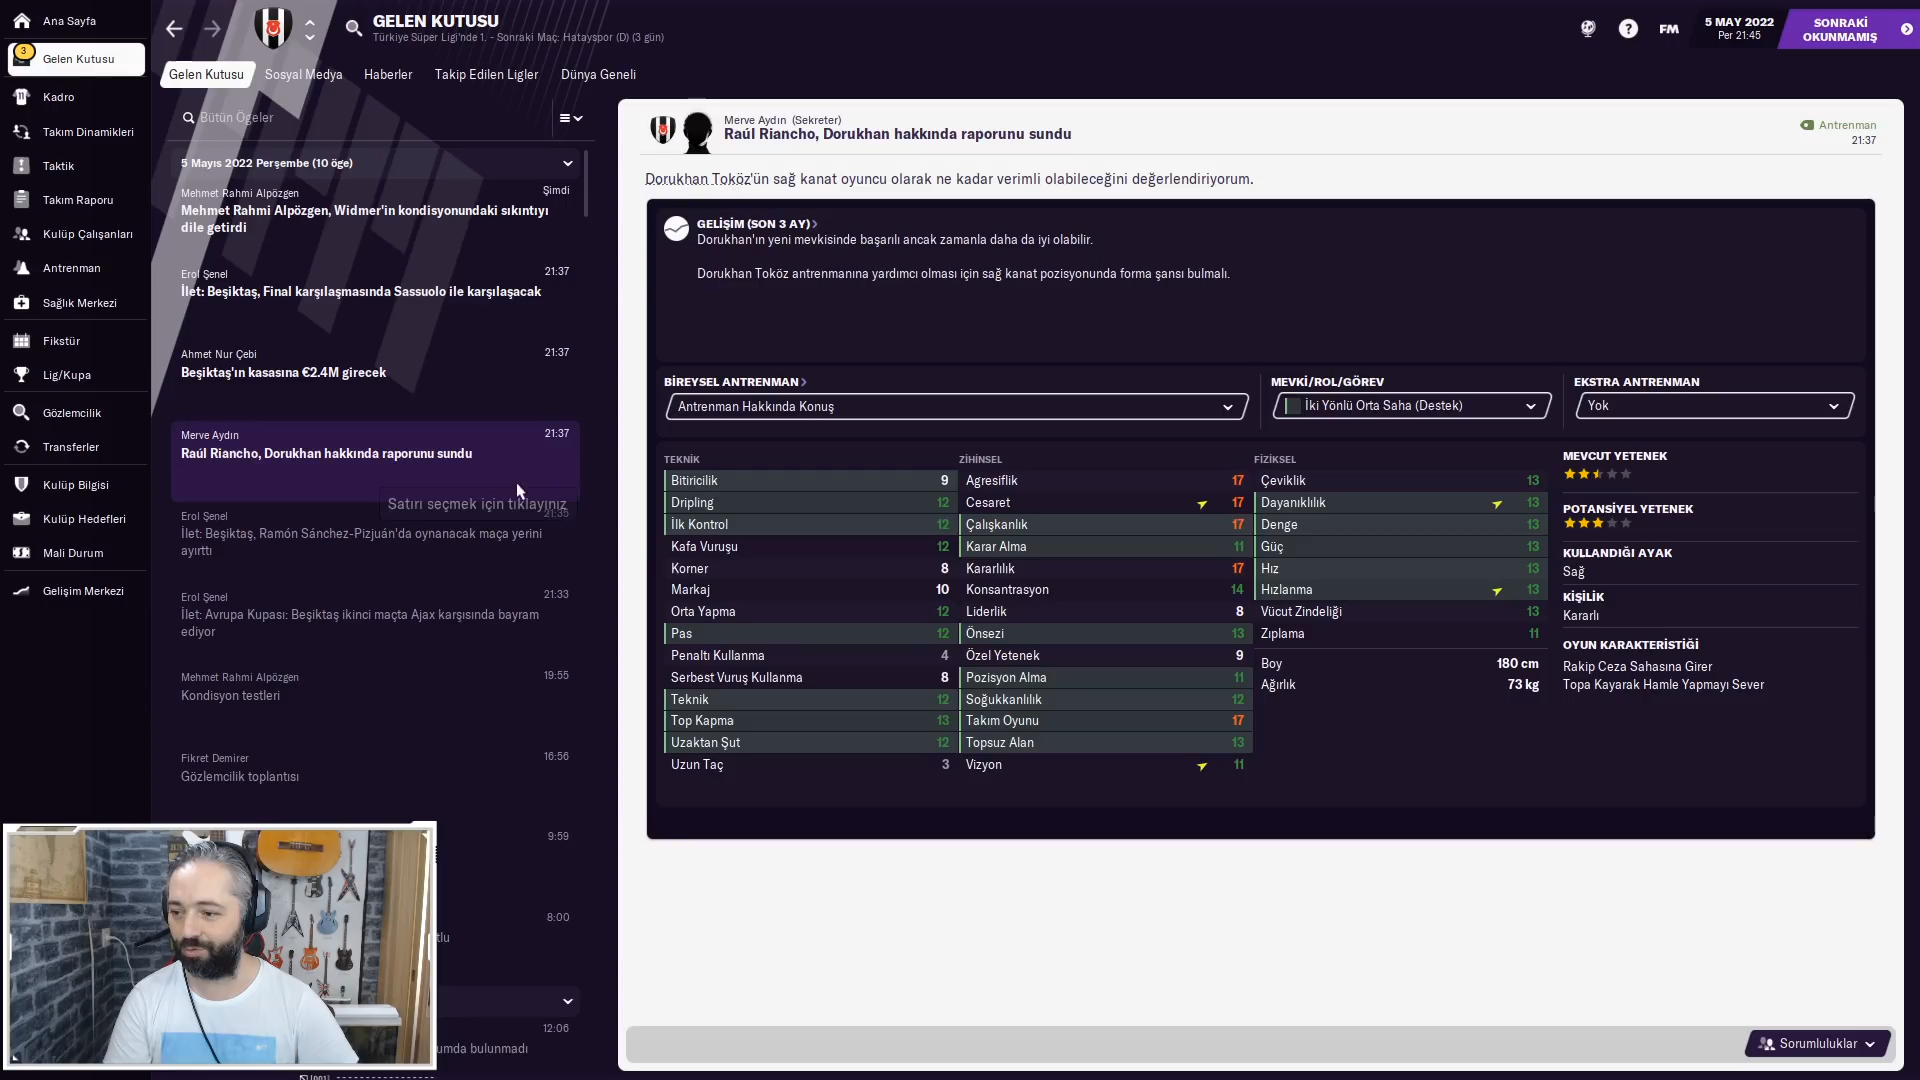 Ana Sayfa
3
Gelen Kutusu
Kadro
Takım Dinamikleri
Taktik
Takım Raporu
Kulüp Çalışanları
Antrenman
Sağlık Merkezi
Fikstür
Lig/Kupa
Gözlemcilik
Transferler
Kulüp Bilgisi
Kulüp Hedefleri
Mali Durum
Gelişim Merkezi
GELEN KUTUSU
Türkiye Süper Ligi'nde 1. - Sonraki Maç: Hatayspor (D) (3 gün)
FM
5 MAY 2022
Per 21:45
SONRAKİ
OKUNMAMIŞ
Gelen Kutusu
Sosyal Medya
Haberler
Takip Edilen Ligler
Dünya Geneli
Bütün Ögeler
5 Mayıs 2022 Perşembe (10 öge)
Mehmet Rahmi Alpözgen
Şimdi
Mehmet Rahmi Alpözgen, Widmer'in kondisyonundaki sıkıntıyı
dile getirdi
Erol Şenel
21:37
İlet: Beşiktaş, Final karşılaşmasında Sassuolo ile karşılaşacak
Ahmet Nur Çebi
21:37
Beşiktaş'ın kasasına €2.4M girecek
Merve Aydın
21:37
Raúl Riancho, Dorukhan hakkında raporunu sundu
Satırı seçmek için tıklayınız
Erol Şenel
21:35
İlet: Beşiktaş, Ramón Sánchez-Pizjuán'da oynanacak maça yerini
ayırttı
Erol Şenel
21:33
İlet: Avrupa Kupası: Beşiktaş ikinci maçta Ajax karşısında bayram
ediyor
Mehmet Rahmi Alpözgen
19:55
Kondisyon testleri
Fikret Demirer
16:56
Gözlemcilik toplantısı
9:59
8:00
tlu
12:06
umda bulunmadı
Merve Aydın (Sekreter)
Raúl Riancho, Dorukhan hakkında raporunu sundu
Antrenman
21:37
Dorukhan Toköz'ün sağ kanat oyuncu olarak ne kadar verimli olabileceğini değerlendiriyorum.
GELİŞİM (SON 3 AY)
Dorukhan'ın yeni mevkisinde başarılı ancak zamanla daha da iyi olabilir.
Dorukhan Toköz antrenmanına yardımcı olması için sağ kanat pozisyonunda forma şansı bulmalı.
BİREYSEL ANTRENMAN
Antrenman Hakkında Konuş
MEVKİ/ROL/GÖREV
İki Yönlü Orta Saha (Destek)
EKSTRA ANTRENMAN
Yok
TEKNİK
Bitiricilik 9
Dripling 12
İlk Kontrol 12
Kafa Vuruşu 12
Korner 8
Markaj 10
Orta Yapma 12
Pas 12
Penaltı Kullanma 4
Serbest Vuruş Kullanma 8
Teknik 12
Top Kapma 13
Uzaktan Şut 12
Uzun Taç 3
ZİHİNSEL
Agresiflik 17
Cesaret 17
Çalışkanlık 17
Karar Alma 11
Kararlılık 17
Konsantrasyon 14
Liderlik 8
Önsezi 13
Özel Yetenek 9
Pozisyon Alma 11
Soğukkanlılık 12
Takım Oyunu 17
Topsuz Alan 13
Vizyon 11
FİZİKSEL
Çeviklik 13
Dayanıklılık 13
Denge 13
Güç 13
Hız 13
Hızlanma 13
Vücut Zindeliği 13
Zıplama 11
Boy 180 cm
Ağırlık 73 kg
MEVCUT YETENEK
POTANSİYEL YETENEK
KULLANDIĞI AYAK
Sağ
KİŞİLİK
Kararlı
OYUN KARAKTERİSTİĞİ
Rakip Ceza Sahasına Girer
Topa Kayarak Hamle Yapmayı Sever
Sorumluluklar